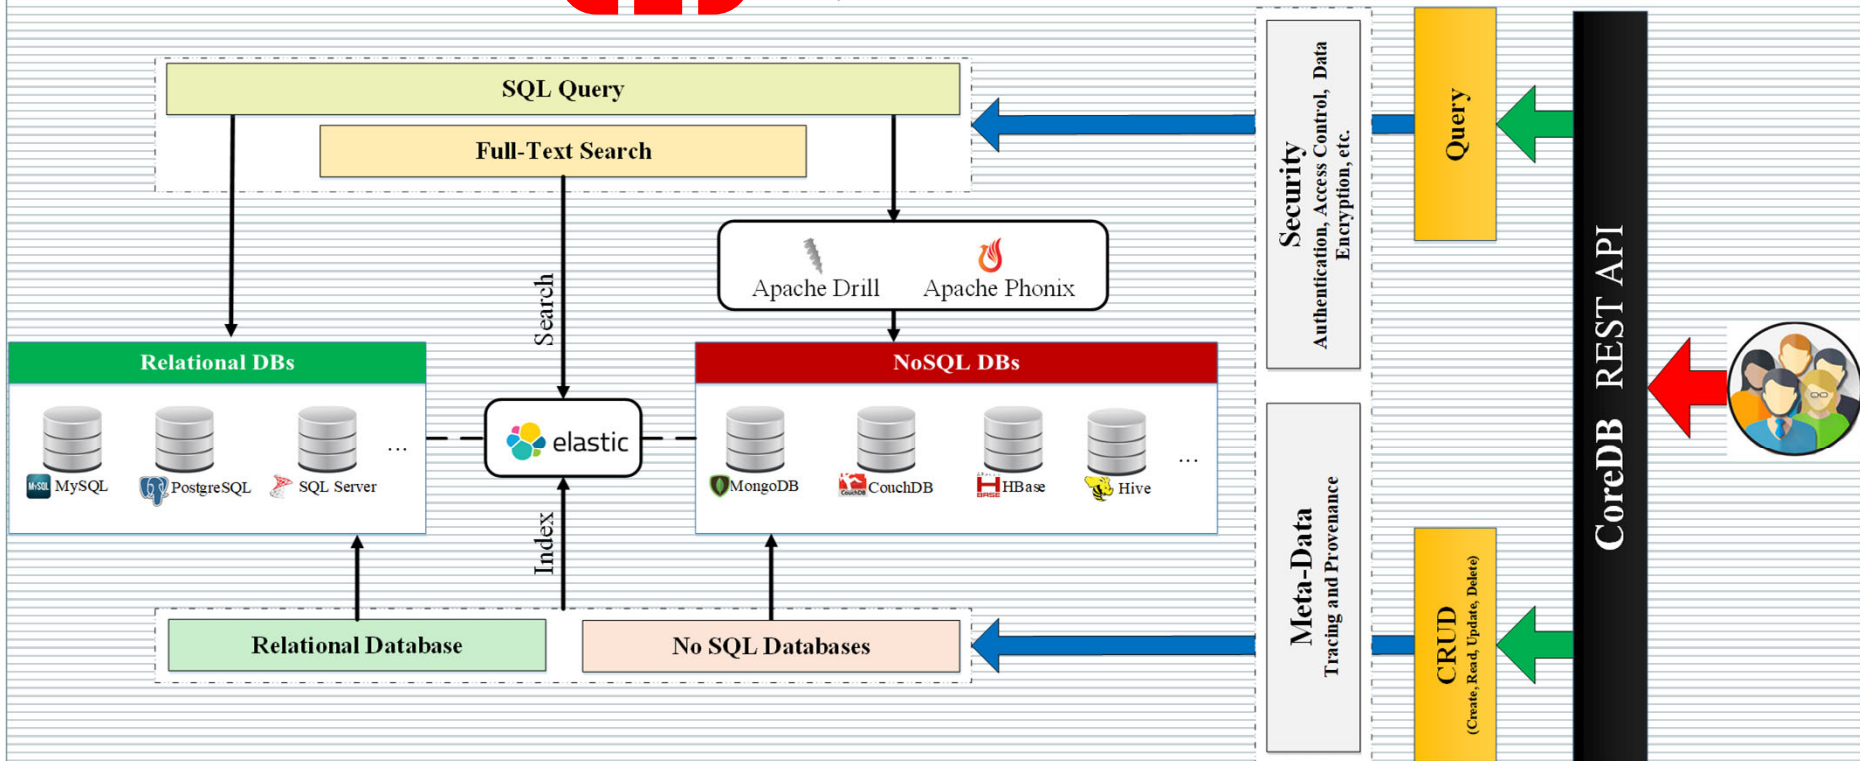 SQL Query
Full-Text Search
Search
Apache Drill
Apache Phonix
Relational DBs
MySQL
MySQL
PostgreSQL
SQL Server
...
elastic
NoSQL DBs
MongoDB
CouchDB
CouchDB
HBASE
HBase
Hive
...
Index
Relational Database
No SQL Databases
Security
Authentication, Access Control, Data
Encryption, etc.
Meta-Data
Tracing and Provenance
Query
CRUD
(Create, Read, Update, Delete)
CoreDB REST API